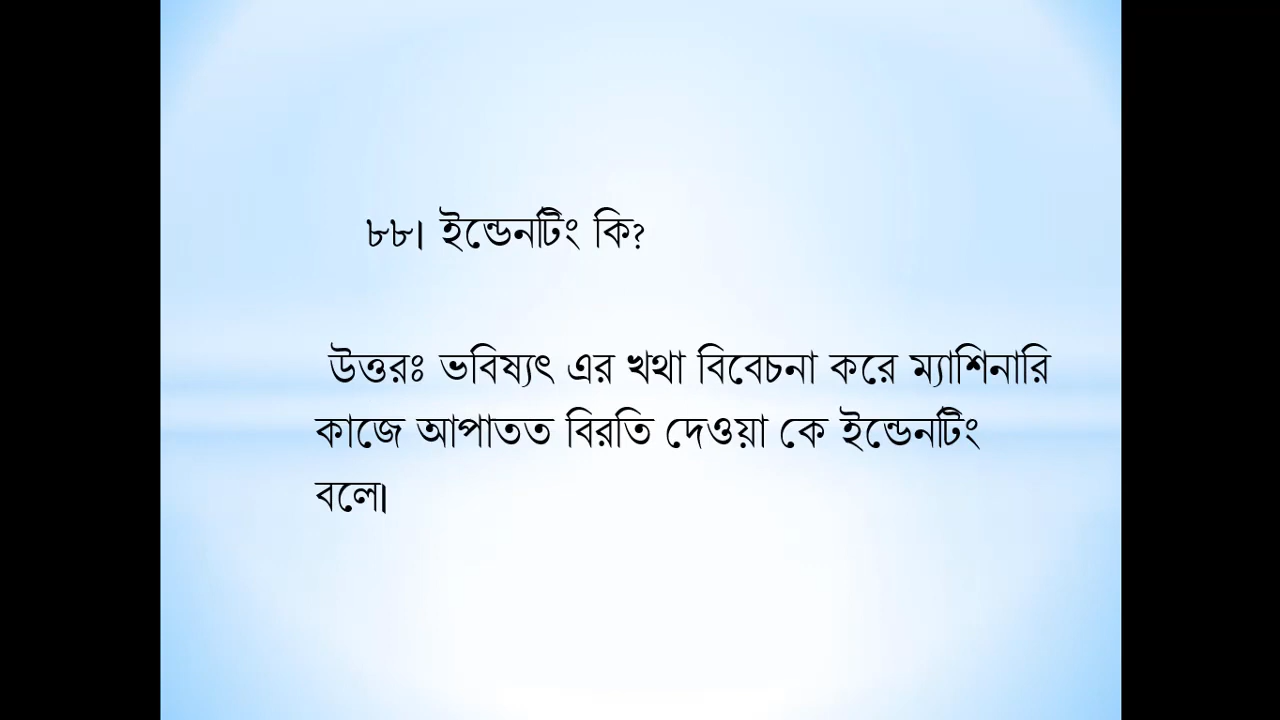 ৮৮। ইন্ডেনটিং কি?
উত্তরঃ ভবিষ্যৎ এর খথা বিবেচনা করে ম্যাশিনারি
কাজে আপাতত বিরতি দেওয়া কে ইন্ডেনটিং
বলে।